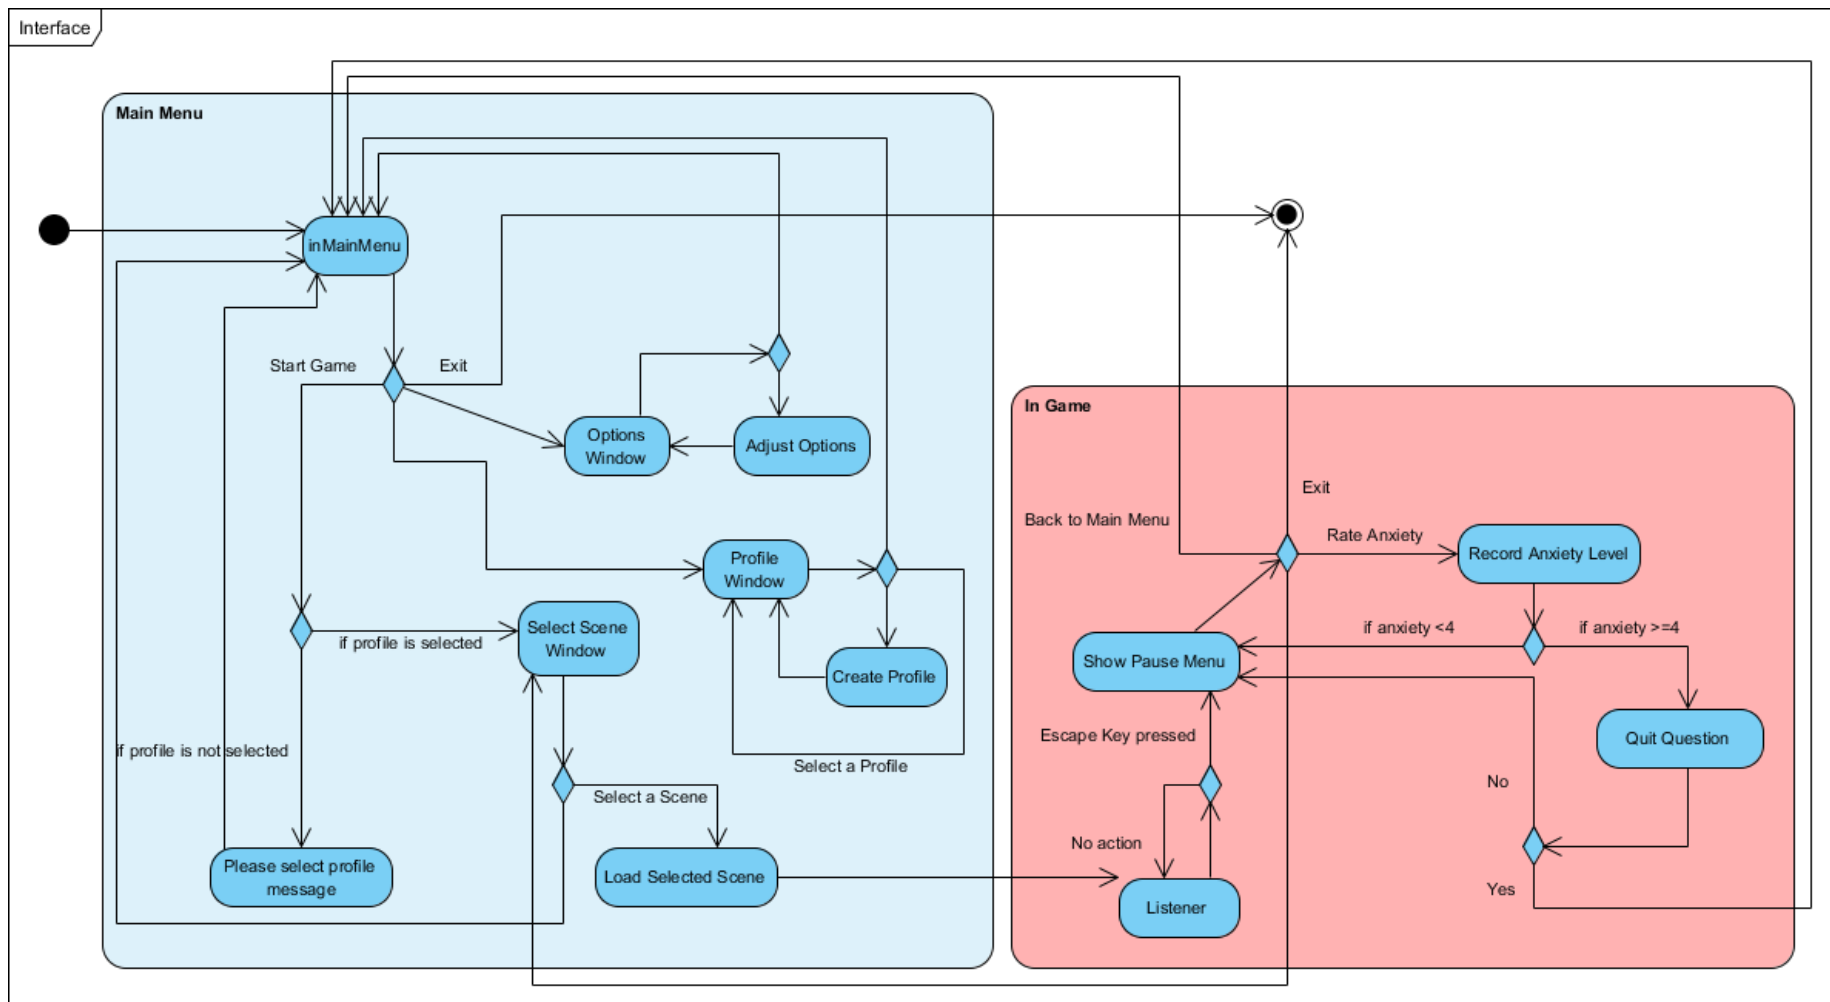 Interface
Main Menu
inMainMenu
Start Game
Exit
Options
Window
Adjust Options
Profile
Window
Select Scene
Window
if profile is selected
Create Profile
if profile is not selected
Select a Profile
Select a Scene
Please select profile
message
Load Selected Scene
In Game
Exit
Back to Main Menu
Rate Anxiety
Record Anxiety Level
if anxiety <4
if anxiety >=4
Show Pause Menu
Escape Key pressed
Quit Question
No
No action
Yes
Listener